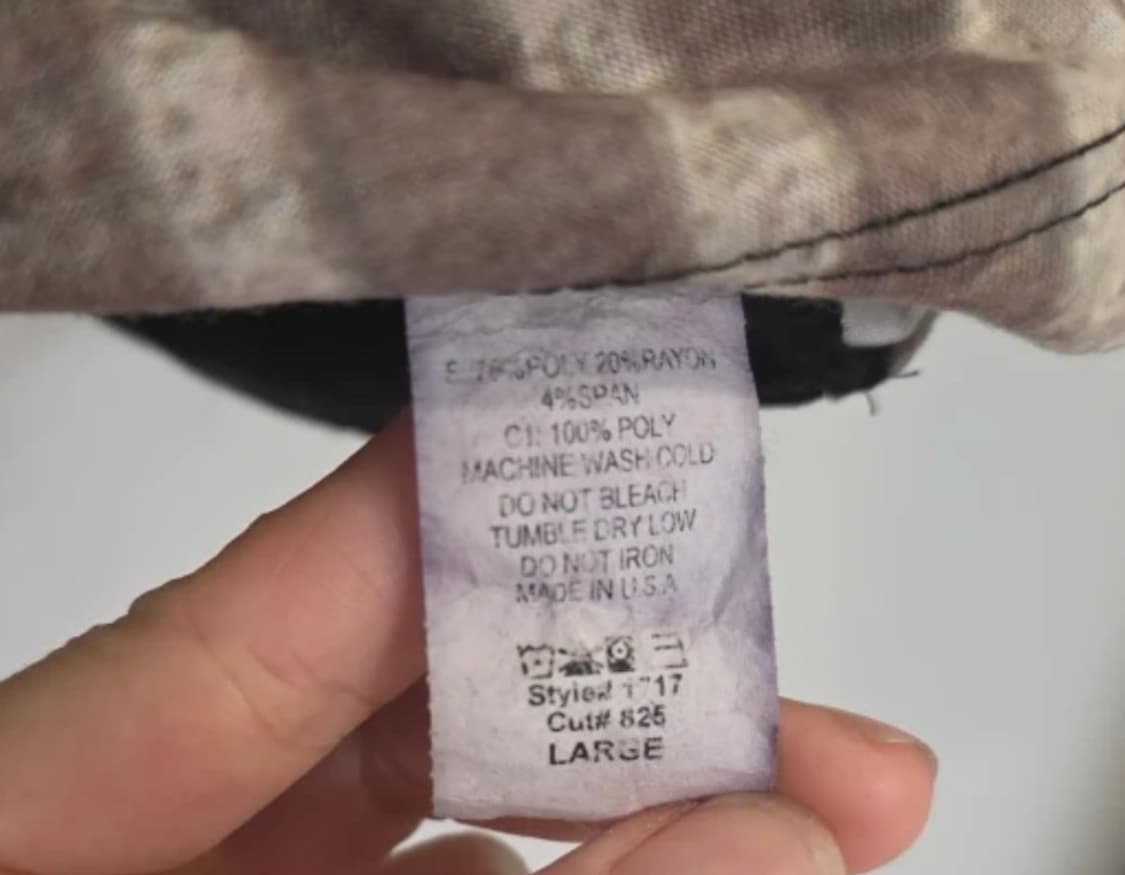 20%RAYON
4%SPAN
C1: 100% POLY
MACHINE WASH COLD
DO NOT BLEACH
TUMBLE DRY LOW
DO NOT IRON
MADE IN U.S.A
Style#
Cut# 825
LARGE